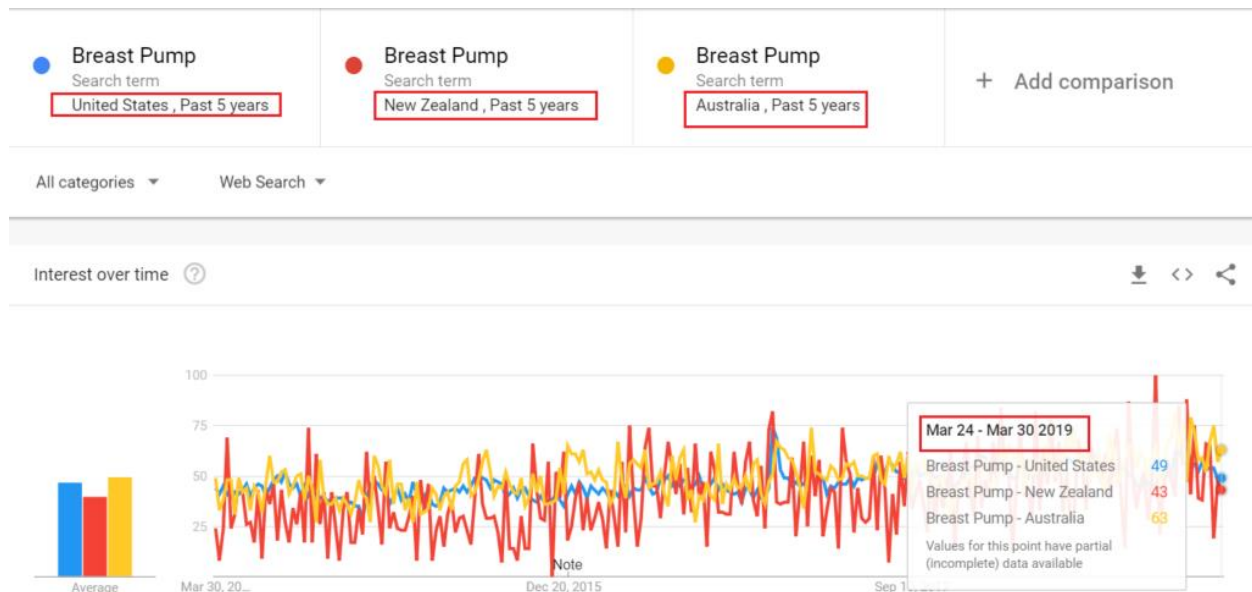 Breast Pump
Search term
United States , Past 5 years
Breast Pump
Search term
New Zealand , Past 5 years
Breast Pump
Search term
Australia , Past 5 years
+ Add comparison
All categories
Web Search
Interest over time
?
100
75
50
25
Average
Mar 30, 20...
Note
Dec 20, 2015
Sep
Mar 24 - Mar 30 2019
Breast Pump - United States 49
Breast Pump - New Zealand 43
Breast Pump - Australia 63
Values for this point have partial
(incomplete) data available